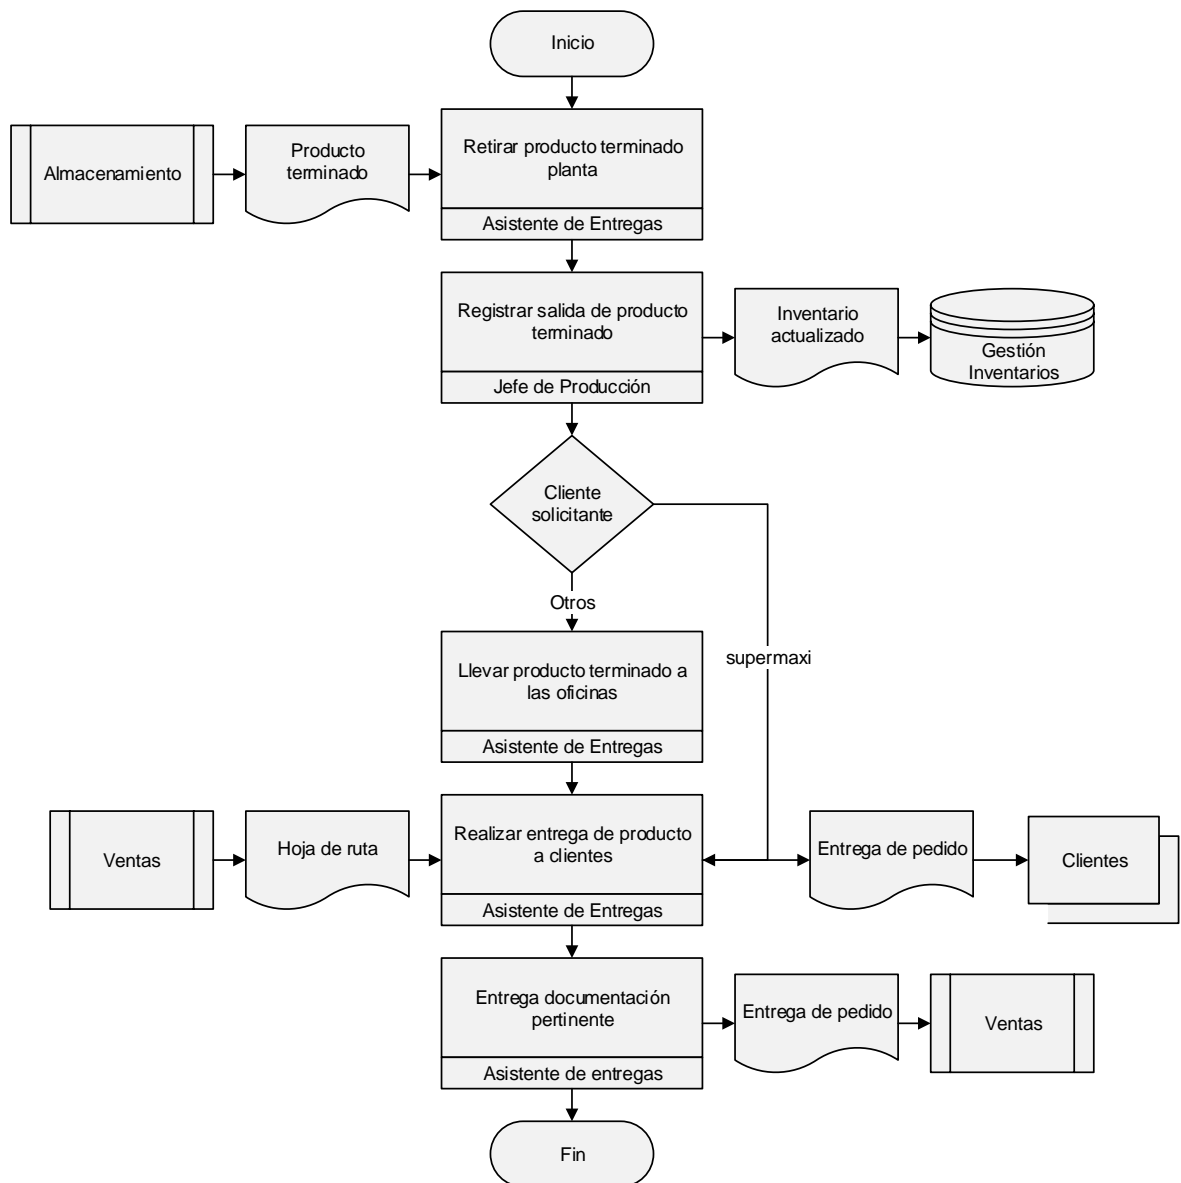 Inicio
Almacenamiento
Producto
terminado
Retirar producto terminado
planta
Asistente de Entregas
Registrar salida de producto
terminado
Jefe de Producción
Inventario
actualizado
Gestión
Inventarios
Cliente
solicitante
Otros
supermaxi
Llevar producto terminado a
las oficinas
Asistente de Entregas
Ventas
Hoja de ruta
Realizar entrega de producto
a clientes
Asistente de Entregas
Entrega de pedido
Clientes
Entrega documentación
pertinente
Asistente de entregas
Entrega de pedido
Ventas
Fin